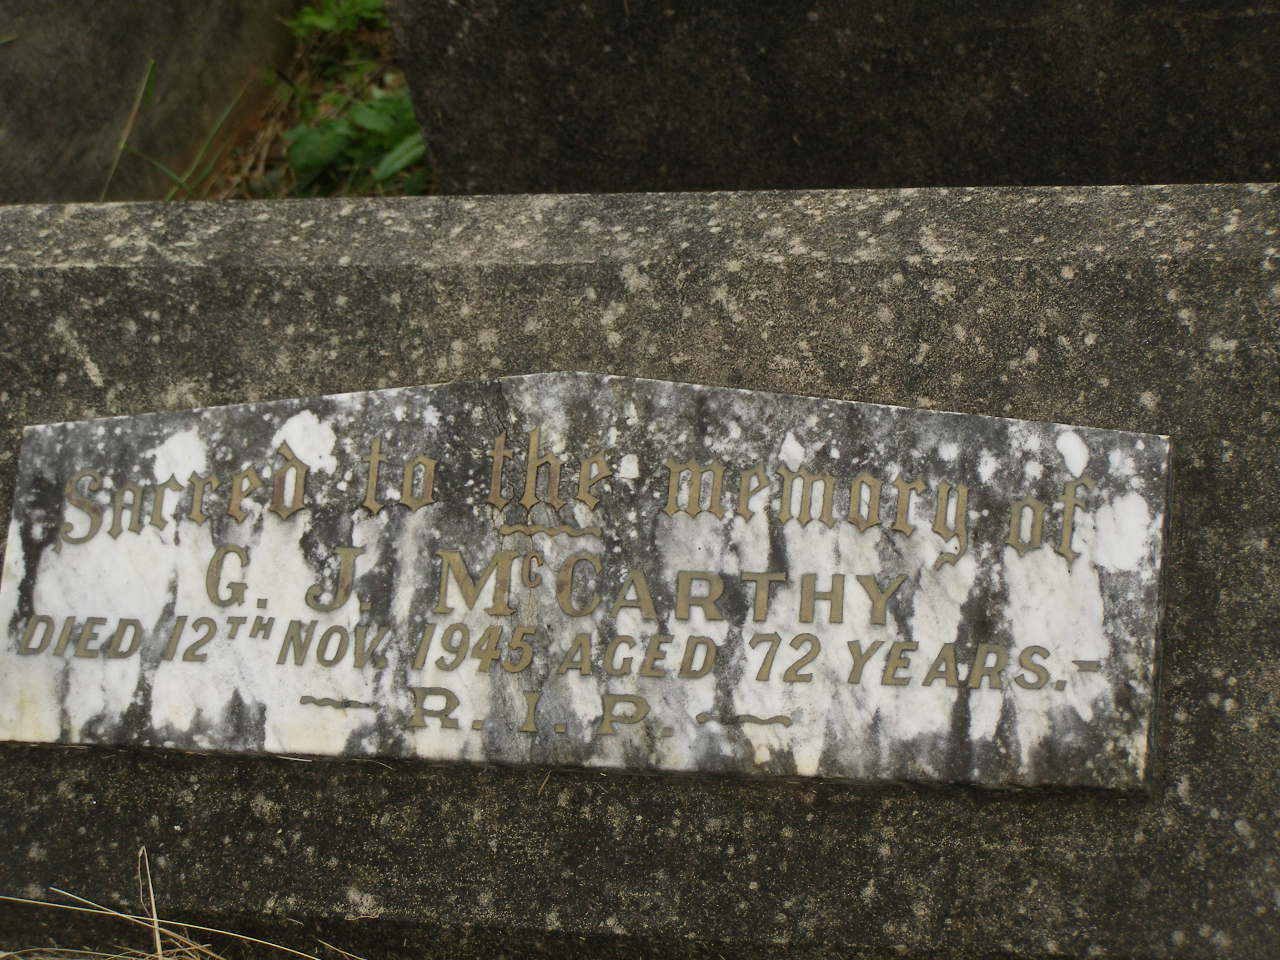 Sacred to the memory of
G. J. McCARTHY
DIED 12TH NOV. 1945 AGED 72 YEARS.-
~ R. I. P. ~